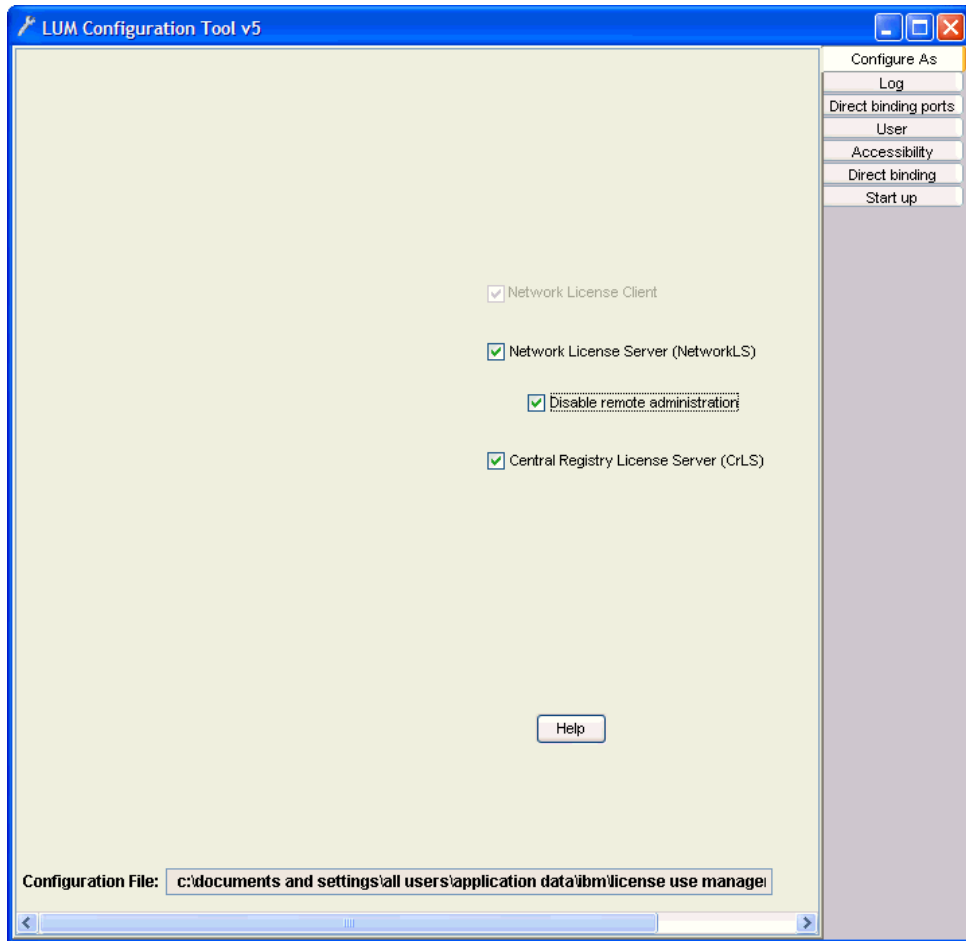 LUM Configuration Tool v5
Configure As
Log
Direct binding ports
User
Accessibility
Direct binding
Start up
Network License Client
Network License Server (NetworkLS)
Disable remote administration
Central Registry License Server (CrLS)
Help
Configuration File: c:\documents and settings\all users\application data\ibm\license use manager